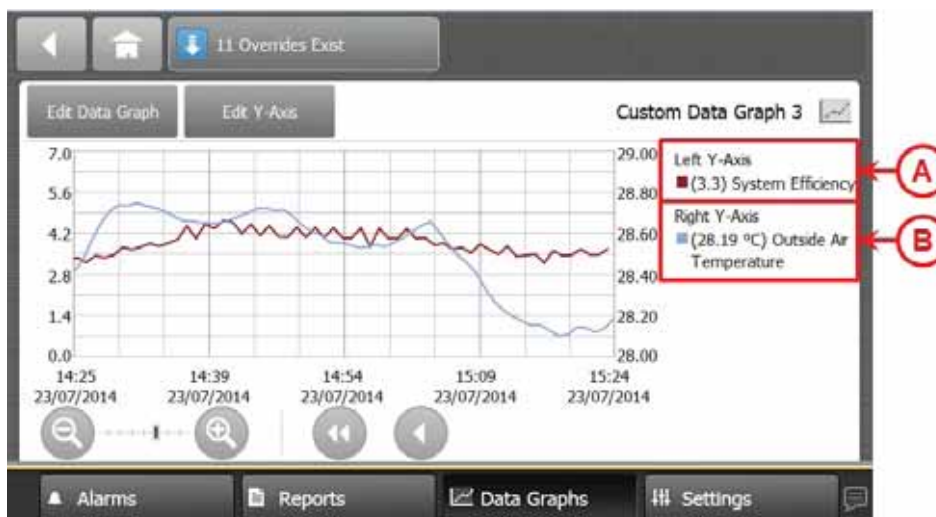 11 Overrides Exist
Edit Data Graph
Edit Y-Axis
Custom Data Graph 3
7.0
5.6
4.2
2.8
1.4
0.0
29.00
28.80
28.60
28.40
28.20
28.00
14:25
23/07/2014
14:39
23/07/2014
14:54
23/07/2014
15:09
23/07/2014
15:24
23/07/2014
Left Y-Axis
(3.3) System Efficiency
Right Y-Axis
(28.19 ºC) Outside Air
Temperature
A
B
Alarms
Reports
Data Graphs
Settings